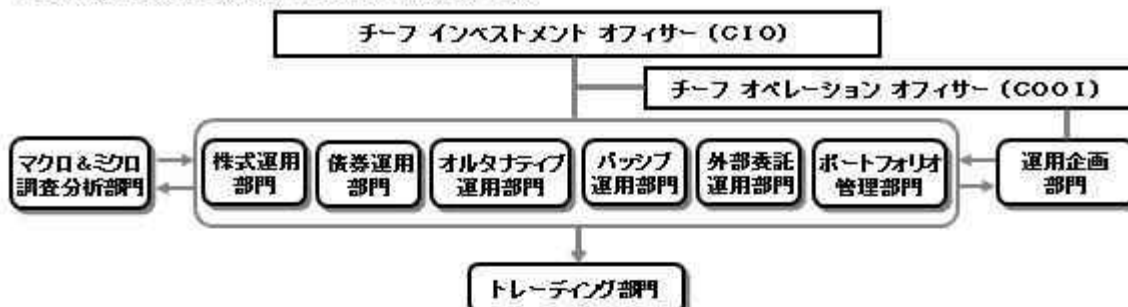 チーフ インベストメント オフィサー (CIO)
チーフ オペレーション オフィサー (COOI)
マクロ&ミクロ
調査分析部門
株式運用
部門
債券運用
部門
オルタナティブ
運用部門
パッシブ
運用部門
外部委託
運用部門
ポートフォリオ
管理部門
運用企画
部門
トレーディング部門